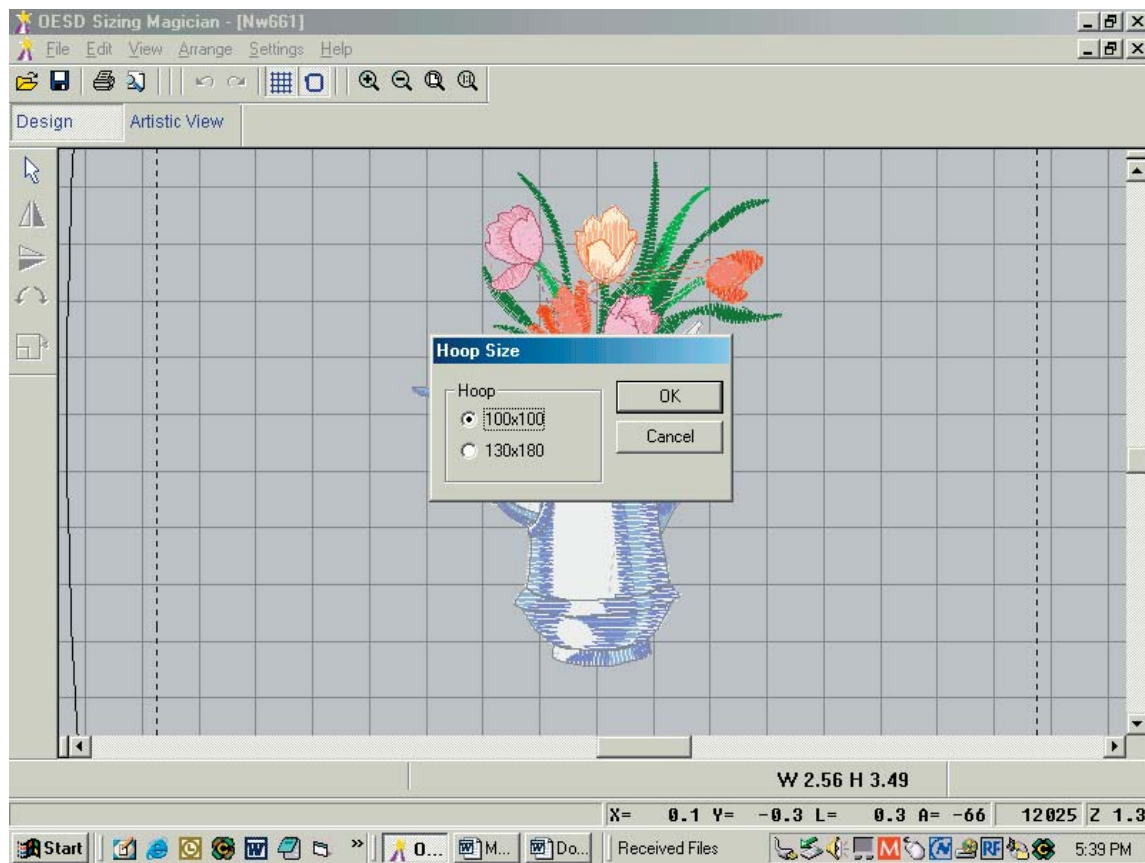 OESD Sizing Magician - [Nw661]
File Edit View Arrange Settings Help
Design Artistic View
Hoop Size
Hoop
100x100
130x180
OK
Cancel
W 2.56 H 3.49
X= 0.1 Y= -0.3 L= 0.3 A= -66 12025 Z 1.3
Start » O... M... Do... Received Files M RF 5:39 PM